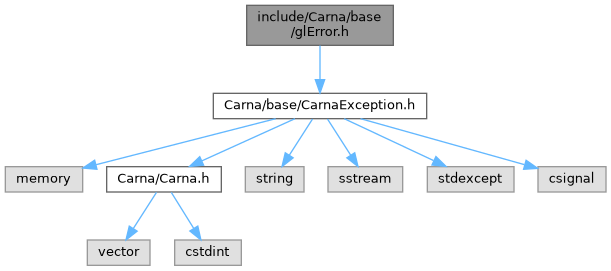 include/Carna/base
/glError.h
Carna/base/CarnaException.h
memory
Carna/Carna.h
string
sstream
stdexcept
csignal
vector
cstdint